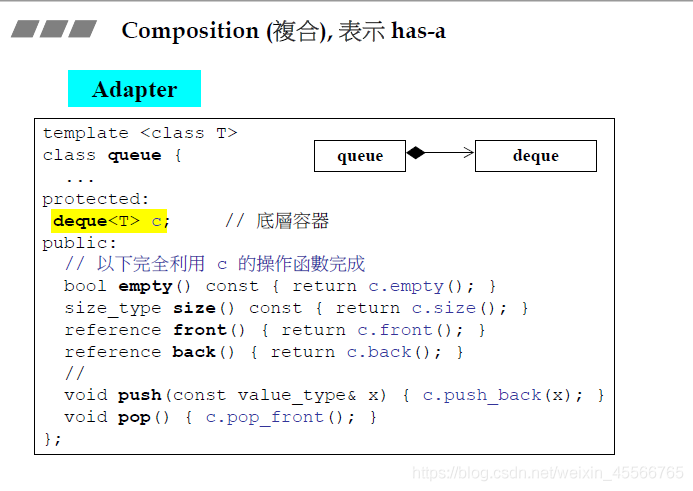 Composition (複合), 表示 has-a
Adapter
template <class T>
class queue {
  ...
protected:
 deque<T> c;     // 底層容器
public:
  // 以下完全利用 c 的操作函數完成
  bool empty() const { return c.empty(); }
  size_type size() const { return c.size(); }
  reference front() { return c.front(); }
  reference back() { return c.back(); }
  //
  void push(const value_type& x) { c.push_back(x); }
  void pop() { c.pop_front(); }
};
queue
deque
https://blog.csdn.net/weixin_45566765